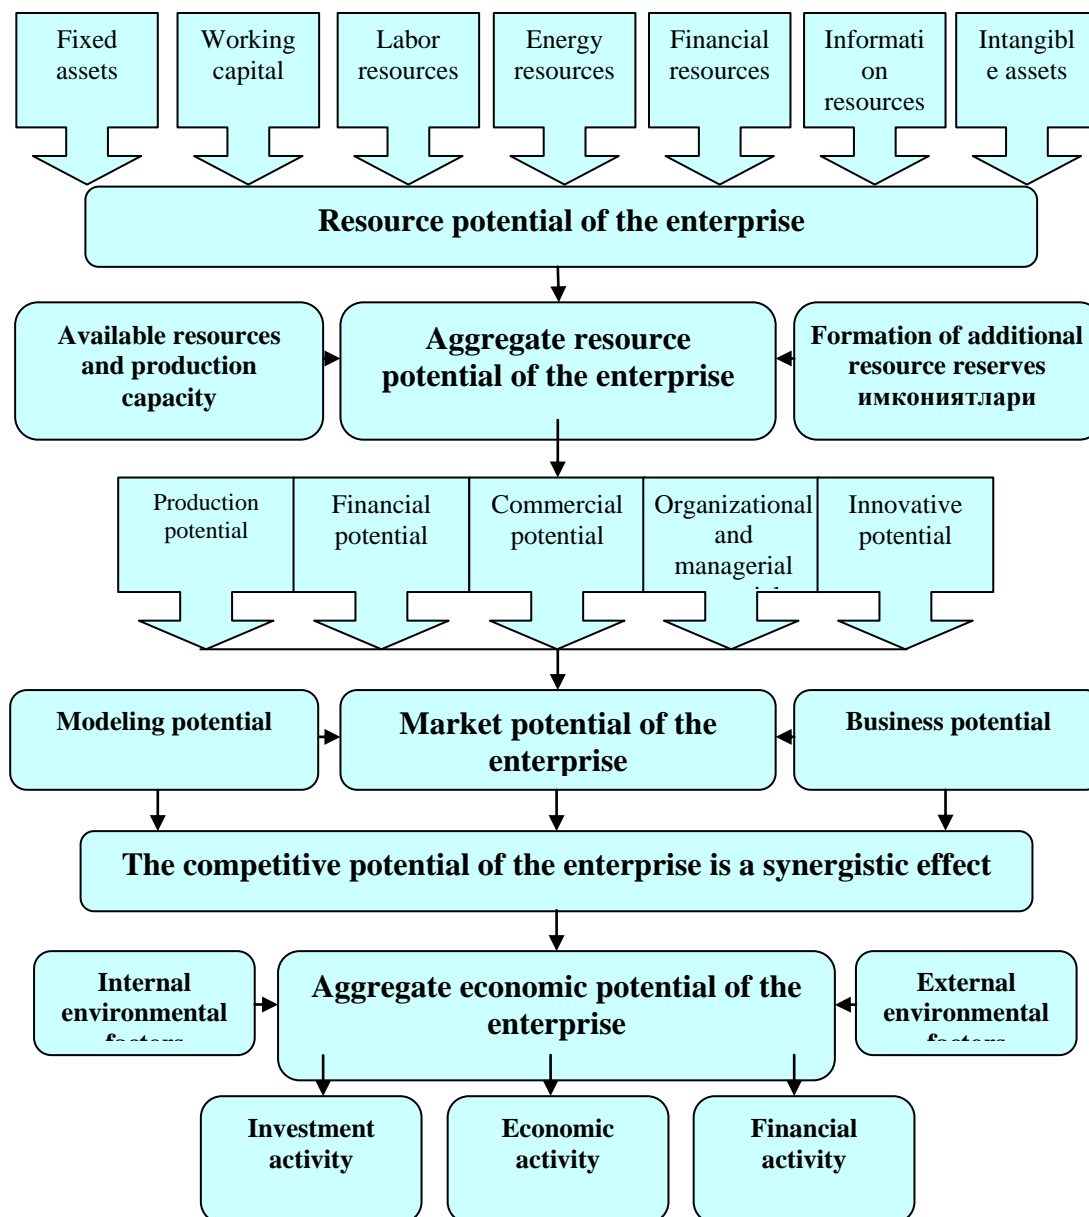 Fixed
assets
Working
capital
Labor
resources
Energy
resources
Financial
resources
Informati
on
resources
Intangibl
e assets
Resource potential of the enterprise
Available resources
and production
capacity
Aggregate resource
potential of the enterprise
Formation of additional
resource reserves
имкониятлари
Production
potential
Financial
potential
Commercial
potential
Organizational
and
managerial
Innovative
potential
Modeling potential
Market potential of the
enterprise
Business potential
The competitive potential of the enterprise is a synergistic effect
Internal
environmental
factors
Aggregate economic potential of the
enterprise
External
environmental
factors
Investment
activity
Economic
activity
Financial
activity